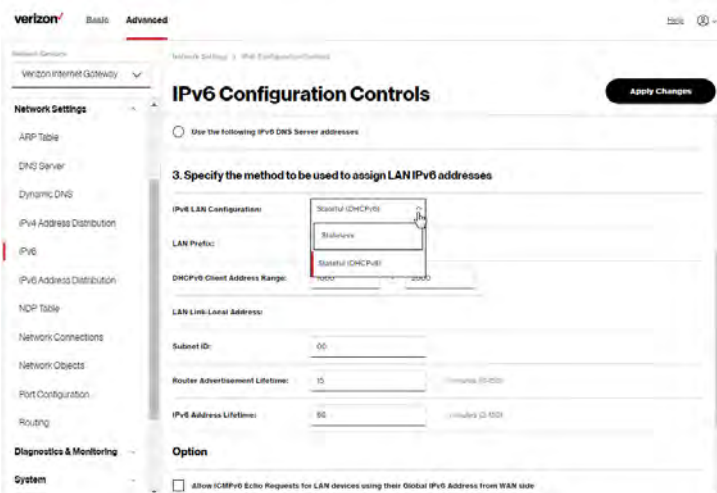 verizon✓ Basic Advanced Help
Network Settings > IPv6 Configuration Controls
Verizon Internet Gateway
IPv6 Configuration Controls
Apply Changes
Network Settings
ARP Table
DNS Server
Dynamic DNS
IPv4 Address Distribution
IPv6
IPv6 Address Distribution
NDP Table
Network Connections
Network Objects
Port Configuration
Routing
Diagnostics & Monitoring
System
Use the following IPv6 DNS Server addresses
3. Specify the method to be used to assign LAN IPv6 addresses
IPv6 LAN Configuration: Stateful (DHCPv6)
Stateless
Stateful (DHCPv6)
LAN Prefix:
DHCPv6 Client Address Range: 1000 - 2000
LAN Link-Local Address:
Subnet ID: 00
Router Advertisement Lifetime: 15
IPv6 Address Lifetime: 60
Option
Allow ICMPv6 Echo Requests for LAN devices using their Global IPv6 Address from WAN side